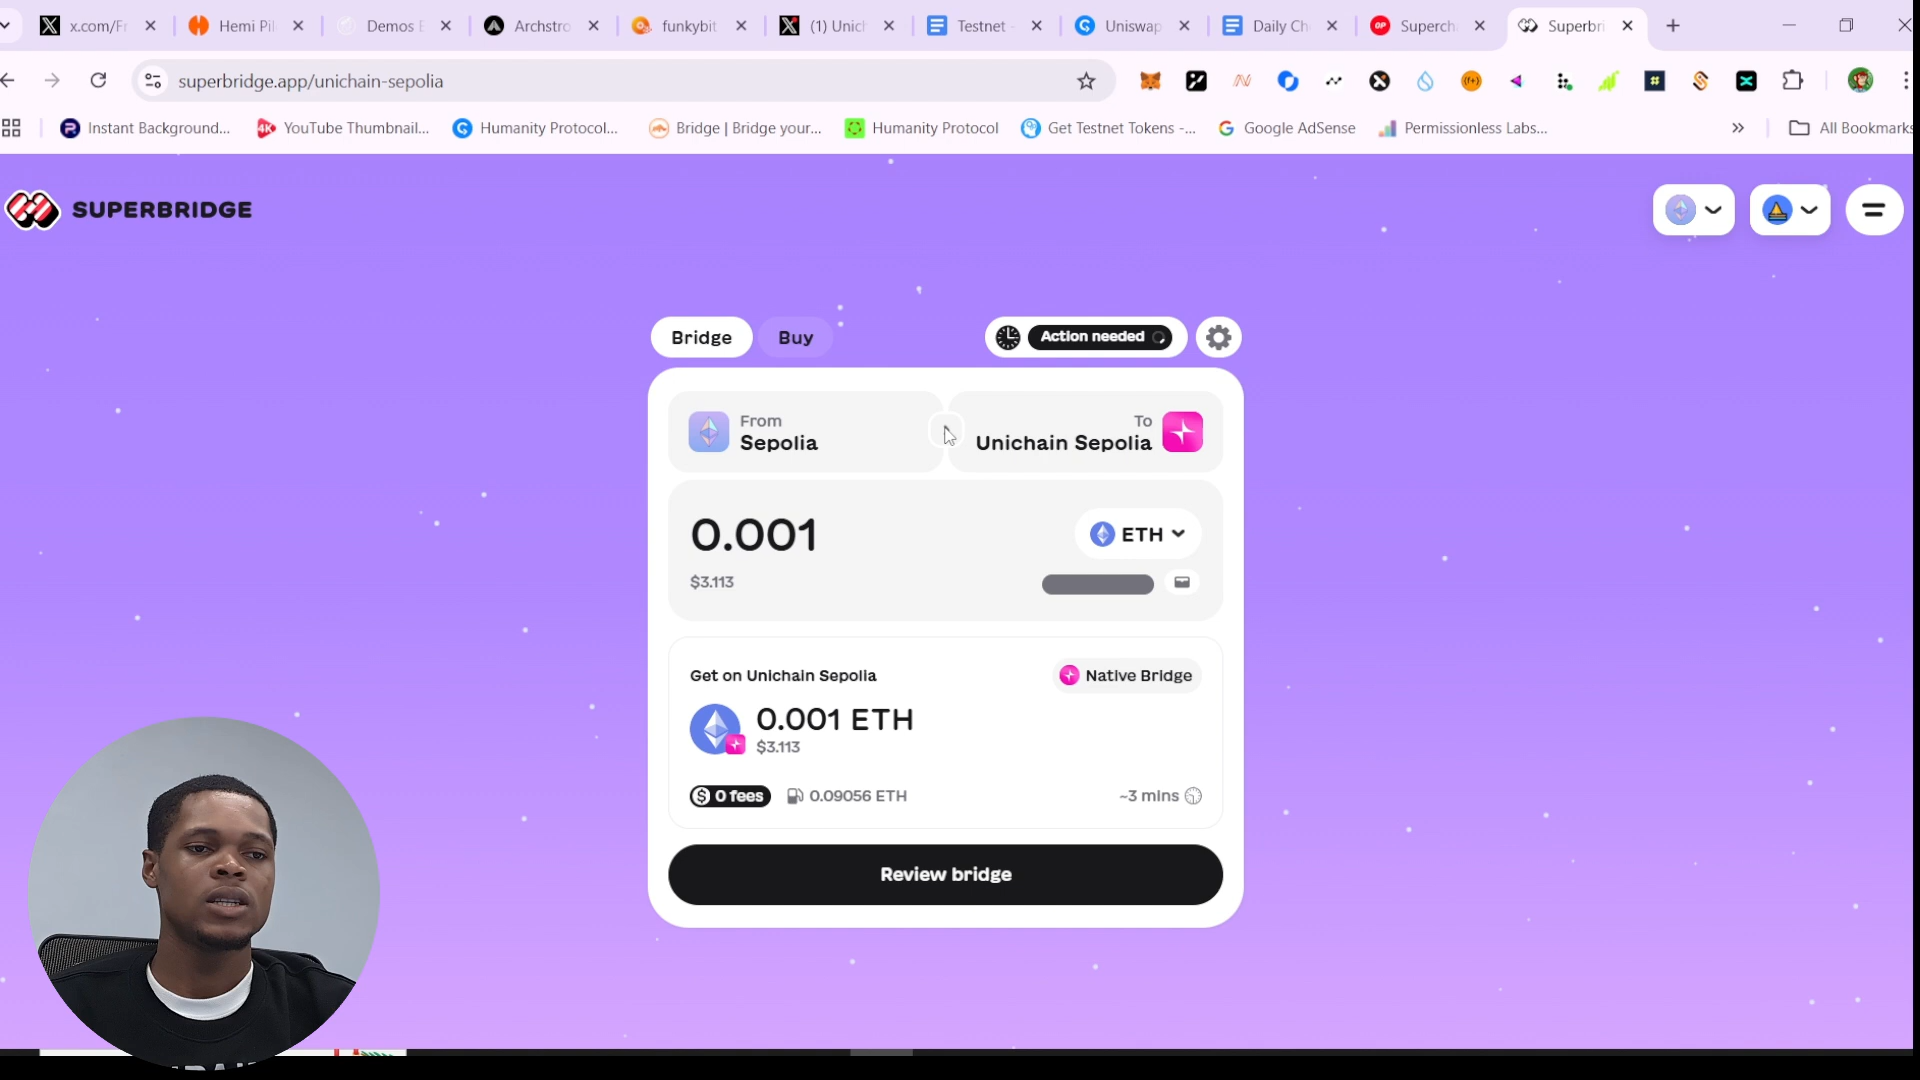 x.com/Fr
Hemi Pil
Demos E
Archstro
funkybit
(1) Unich
Testnet -
Uniswap
Daily Ch
Superch
Superbri
superbridge.app/unichain-sepolia
Instant Background...
YouTube Thumbnail...
Humanity Protocol...
Bridge | Bridge your...
Humanity Protocol
Get Testnet Tokens -...
Google AdSense
Permissionless Labs...
All Bookmarks
SUPERBRIDGE
Bridge
Buy
Action needed
From
Sepolia
To
Unichain Sepolia
0.001
ETH
$3.113
Get on Unichain Sepolia
Native Bridge
0.001 ETH
$3.113
0 fees
0.09056 ETH
~3 mins
Review bridge